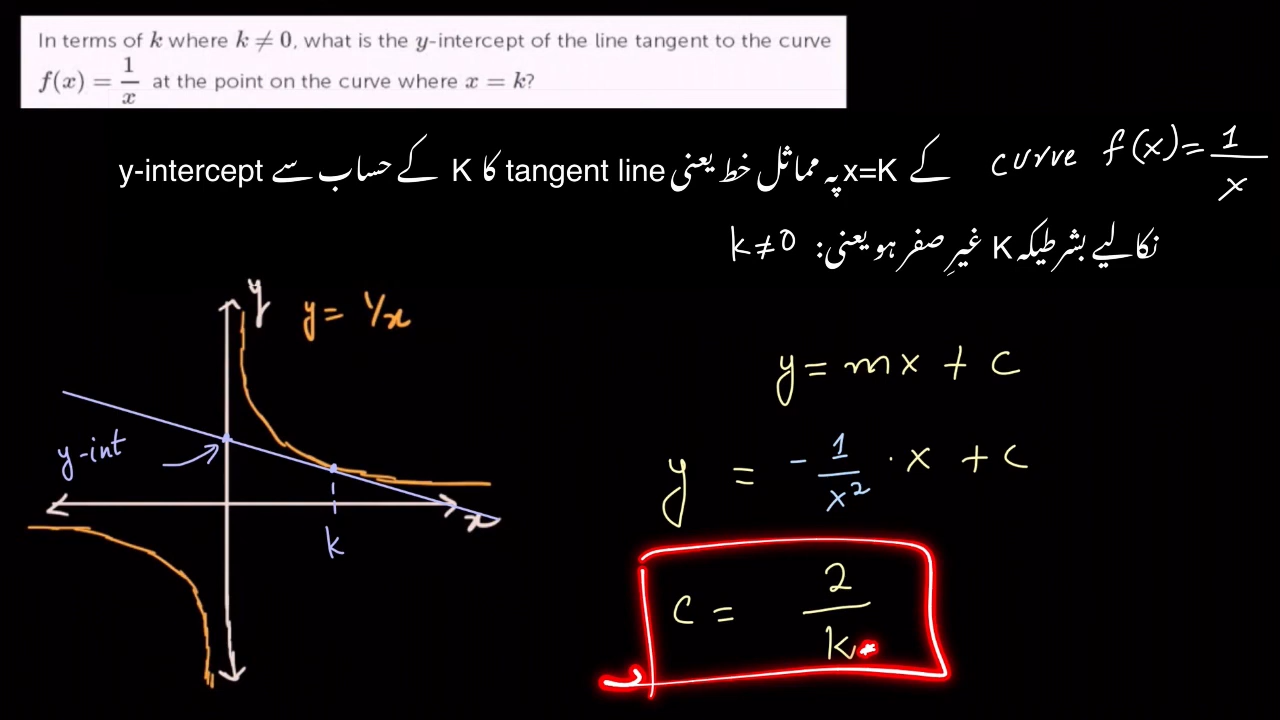 In terms of k where k ≠ 0, what is the y-intercept of the line tangent to the curve
f(x) = 1/x at the point on the curve where x = k?
curve f(x) = 1/x کے x=K پہ مماثل خط یعنی tangent line کا K کے حساب سے y-intercept
نکالیے بشرطیکہ K غیرِ صفر ہو یعنی: k≠0
y
y = 1/x
y-int
k
x
y = mx + c
y = -1/x² · x + c
c = 2/k